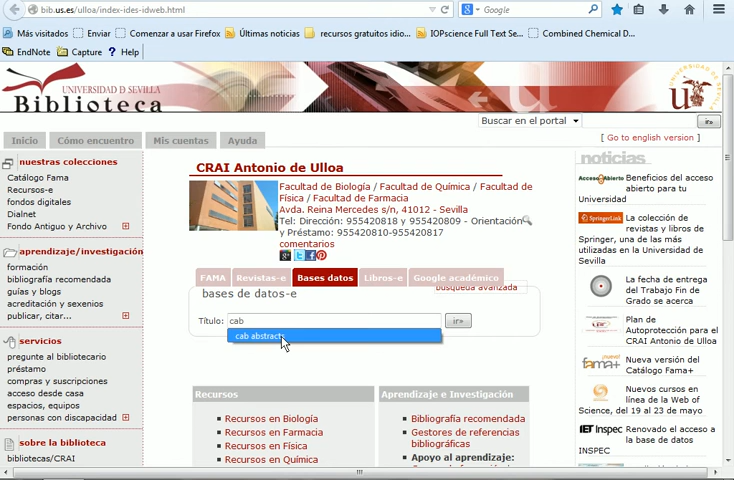 bib.us.es/ulloa/index-ides-idweb.html
Google
Más visitados
Enviar
Comenzar a usar Firefox
Últimas noticias
recursos gratuitos idio...
IOPscience Full Text Se...
Combined Chemical D...
EndNote
Capture
Help
UNIVERSIDAD D SEVILLA
Biblioteca
Buscar en el portal
ir»
Inicio
Cómo encuentro
Mis cuentas
Ayuda
[ Go to english version ]
nuestras colecciones
Catálogo Fama
Recursos-e
fondos digitales
Dialnet
Fondo Antiguo y Archivo
aprendizaje/investigación
formación
bibliografía recomendada
guías y blogs
acreditación y sexenios
publicar, citar...
servicios
pregunte al bibliotecario
préstamo
compras y suscripciones
acceso desde casa
espacios, equipos
personas con discapacidad
sobre la biblioteca
bibliotecas/CRAI
CRAI Antonio de Ulloa
Facultad de Biología / Facultad de Química / Facultad de
Física / Facultad de Farmacia
Avda. Reina Mercedes s/n, 41012 - Sevilla
Tel: Dirección: 955420818 y 955420809 - Orientación
y Préstamo: 955420810-955420817
comentarios
FAMA
Revistas-e
Bases datos
Libros-e
Google académico
búsqueda avanzada
bases de datos-e
Título:
cab
ir»
cab abstracts
Recursos
Recursos en Biología
Recursos en Farmacia
Recursos en Física
Recursos en Química
Aprendizaje e Investigación
Bibliografía recomendada
Gestores de referencias
bibliográficas
Apoyo al aprendizaje:
noticias
Acceso Abierto
Beneficios del acceso
abierto para tu
Universidad
SpringerLink
La colección de
revistas y libros de
Springer, una de las más
utilizadas en la Universidad de
Sevilla
La fecha de entrega
del Trabajo Fin de
Grado se acerca
Plan de
Autoprotección para el
CRAI Antonio de Ulloa
fama+
Nueva versión del
Catálogo Fama+
Nuevos cursos en
línea de la Web of
Science, del 19 al 23 de mayo
IET Inspec
Renovado el acceso
a la base de datos
INSPEC